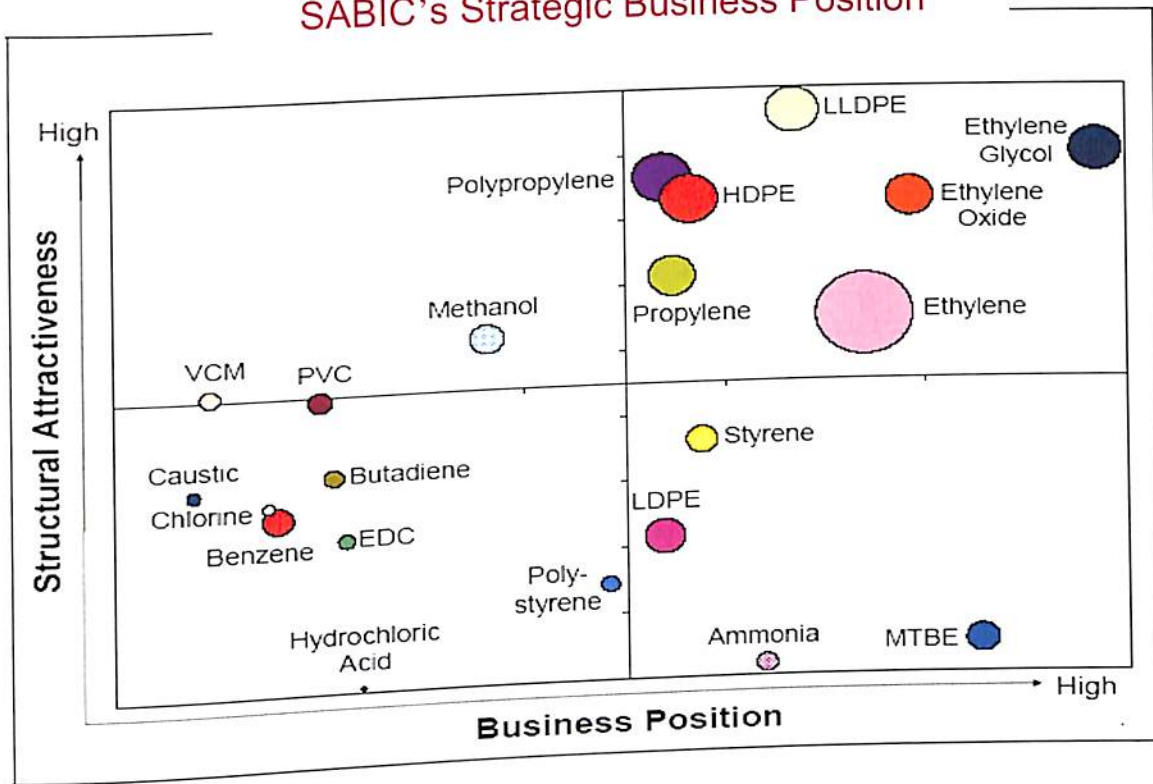 SABIC's Strategic Business Position
High
LLDPE
Ethylene
Glycol
Polypropylene
HDPE
Ethylene
Oxide
Methanol
Propylene
Ethylene
VCM
PVC
Structural Attractiveness
Styrene
Caustic
Butadiene
Chlorine
LDPE
Benzene
EDC
Poly-
styrene
Hydrochloric
Acid
Ammonia
MTBE
High
Business Position